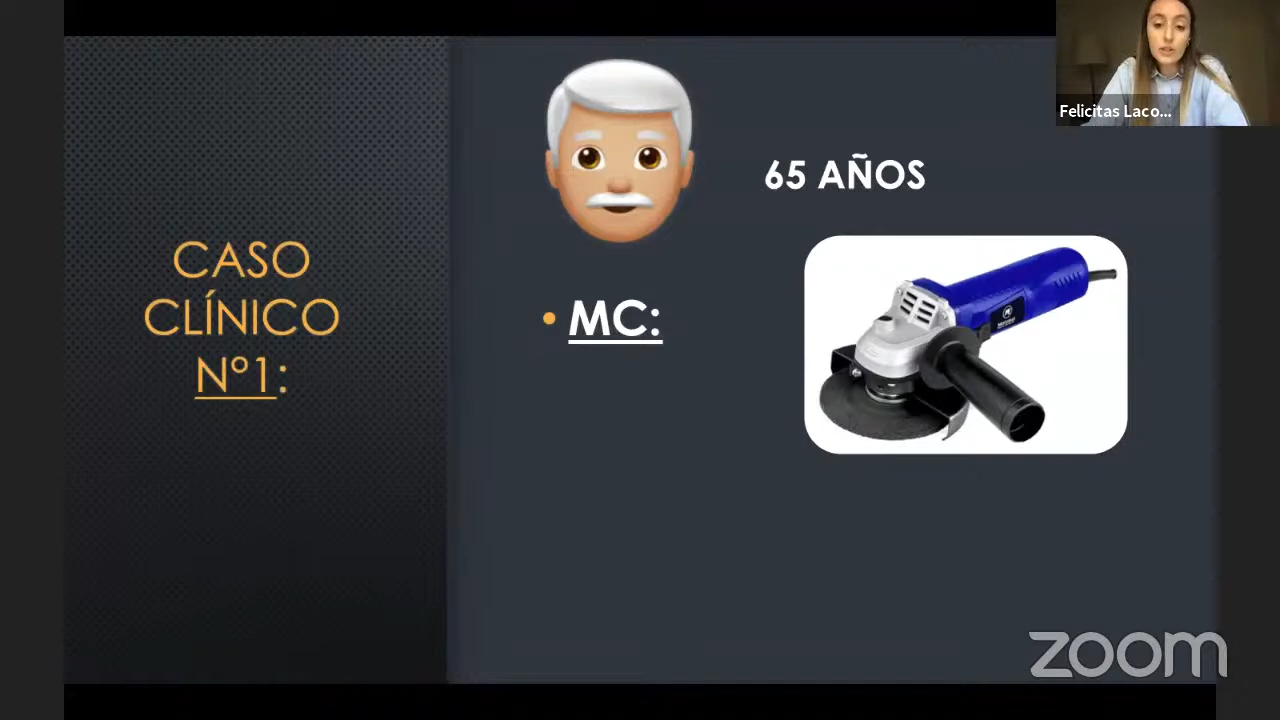 Felicitas Laco...
65 AÑOS
CASO
CLÍNICO
N°1:
• MC:
zoom